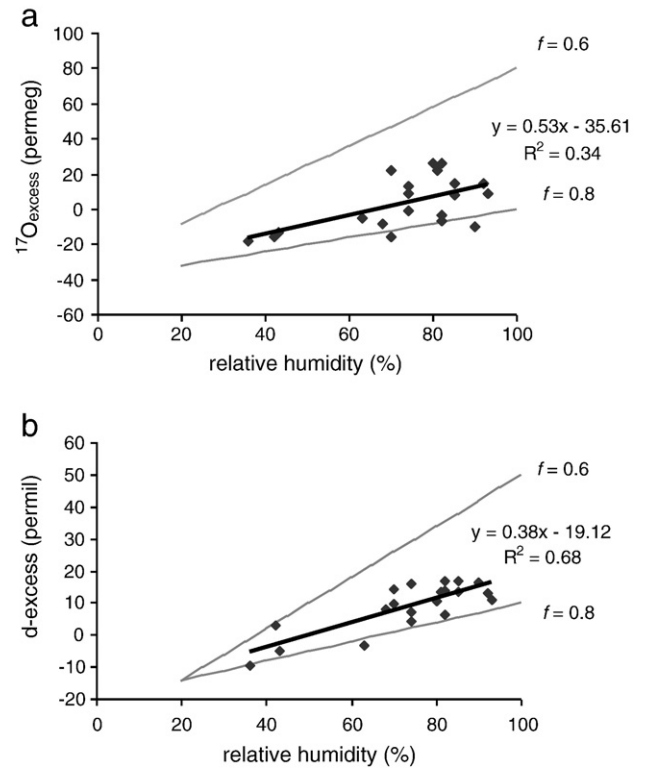 a
100
80
60
40
20
0
-20
-40
-60
17Oexcess (permeg)
f = 0.6
y = 0.53x - 35.61
R2 = 0.34
f = 0.8
0 20 40 60 80 100
relative humidity (%)
b
60
50
40
30
20
10
0
-10
-20
d-excess (permil)
f = 0.6
y = 0.38x - 19.12
R2 = 0.68
f = 0.8
0 20 40 60 80 100
relative humidity (%)